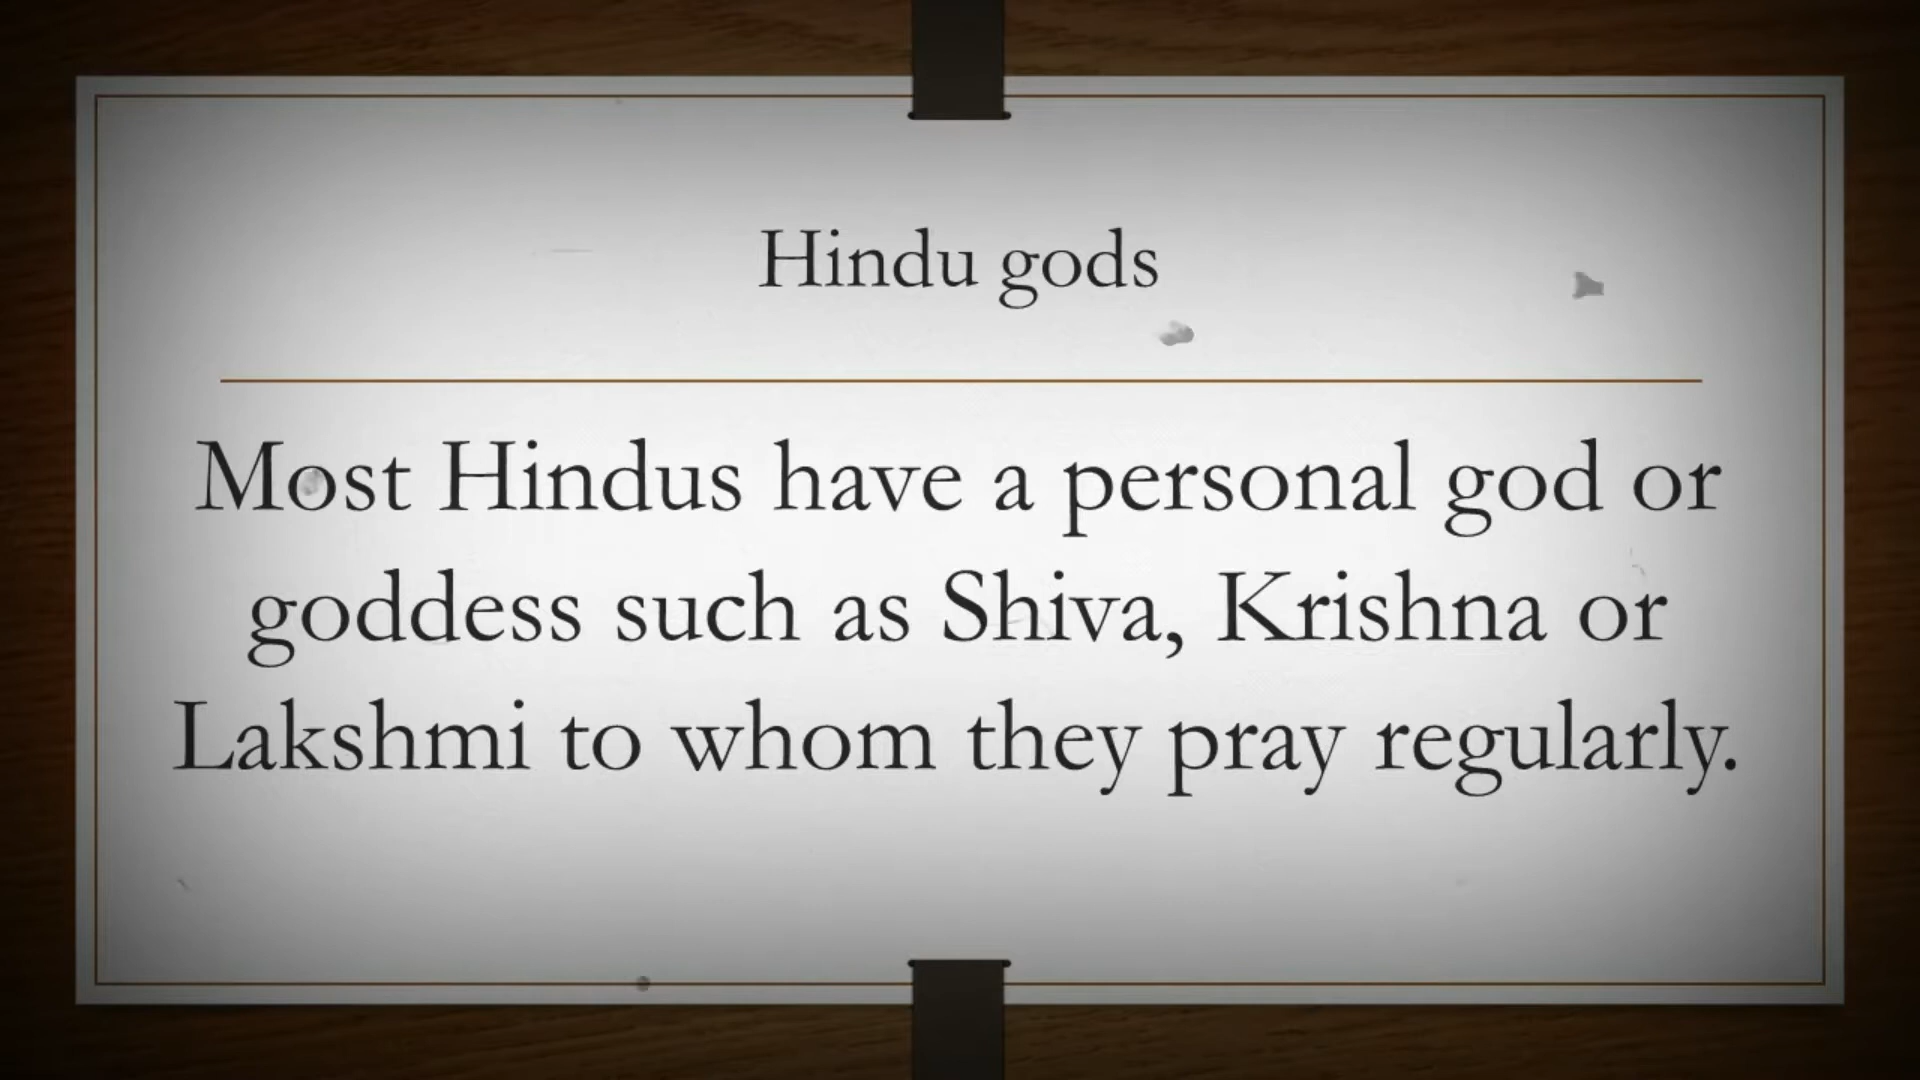 Hindu gods
Most Hindus have a personal god or
goddess such as Shiva, Krishna or
Lakshmi to whom they pray regularly.